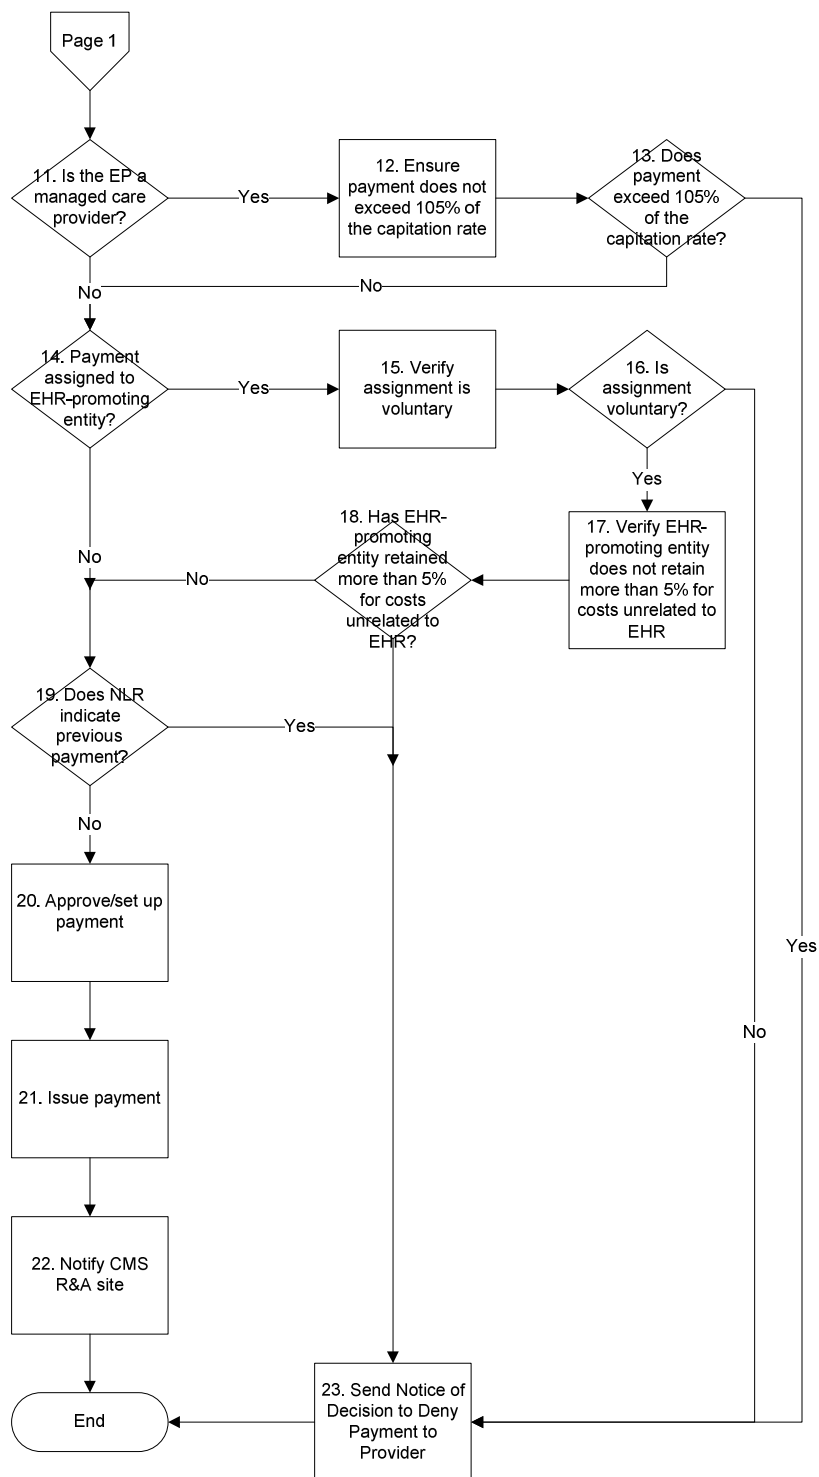 Page 1
11. Is the EP a
managed care
provider?
Yes
12. Ensure
payment does not
exceed 105% of
the capitation rate
13. Does
payment
exceed 105%
of the
capitation rate?
No
No
14. Payment
assigned to
EHR-promoting
entity?
Yes
15. Verify
assignment is
voluntary
16. Is
assignment
voluntary?
Yes
17. Verify EHR-
promoting entity
does not retain
more than 5% for
costs unrelated to
EHR
18. Has EHR-
promoting
entity retained
more than 5%
for costs
unrelated to
EHR?
No
No
19. Does NLR
indicate
previous
payment?
Yes
No
20. Approve/set up
payment
Yes
No
21. Issue payment
22. Notify CMS
R&A site
End
23. Send Notice of
Decision to Deny
Payment to
Provider